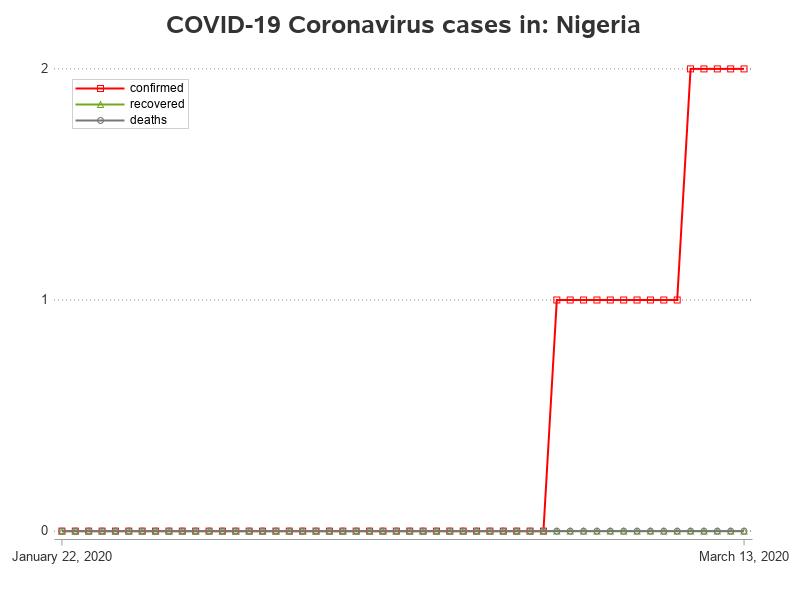 COVID-19 Coronavirus cases in: Nigeria
2
confirmed
recovered
deaths
1
0
January 22, 2020
March 13, 2020